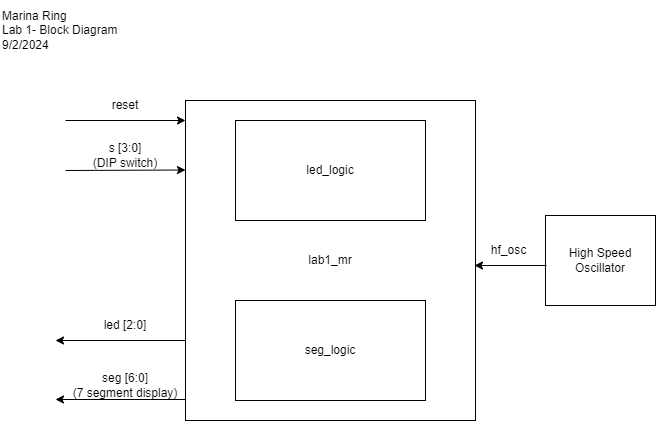 Marina Ring
Lab 1- Block Diagram
9/2/2024
reset
s [3:0]
(DIP switch)
led_logic
hf_osc
High Speed
Oscillator
lab1_mr
led [2:0]
seg_logic
seg [6:0]
(7 segment display)